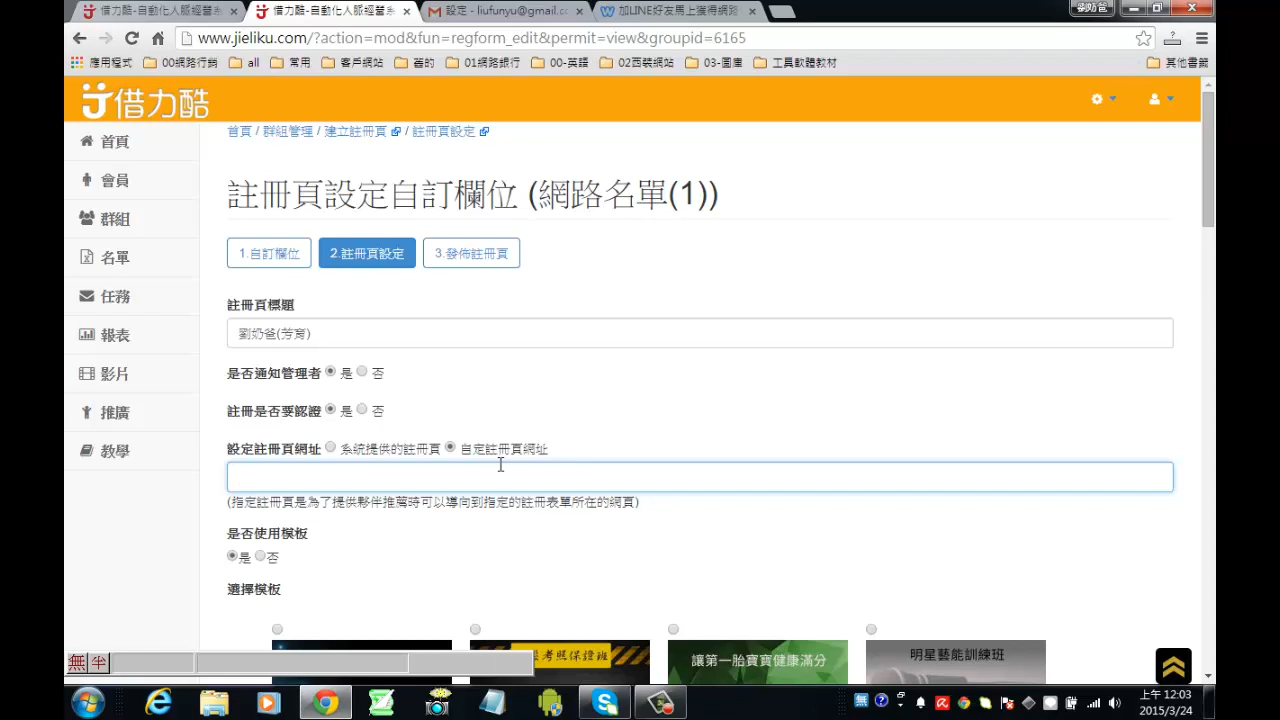 借力酷-自動化人脈經營系
借力酷-自動化人脈經營系
設定 - liufunyu@gmail.co
加LINE好友馬上獲得網路
劉奶爸
www.jieliku.com/?action=mod&fun=regform_edit&permit=view&groupid=6165
應用程式
00網路行銷
all
常用
客戶網站
簽約
01網路銀行
00-英語
02西裝網站
03-圖庫
工具軟體教材
其他書籤
借力酷
首頁
會員
群組
名單
任務
報表
影片
推廣
教學
首頁 / 群組管理 / 建立註冊頁 / 註冊頁設定
註冊頁設定自訂欄位 (網路名單(1))
1.自訂欄位
2.註冊頁設定
3.發佈註冊頁
註冊頁標題
劉奶爸(芳育)
是否通知管理者 是 否
註冊是否要認證 是 否
設定註冊頁網址 系統提供的註冊頁 自定註冊頁網址
(指定註冊頁是為了提供夥伴推薦時可以導向到指定的註冊表單所在的網頁)
是否使用模板
是 否
選擇模板
考照保證班
讓第一胎寶寶健康滿分
明星藝能訓練班
無 半
上午 12:03
2015/3/24